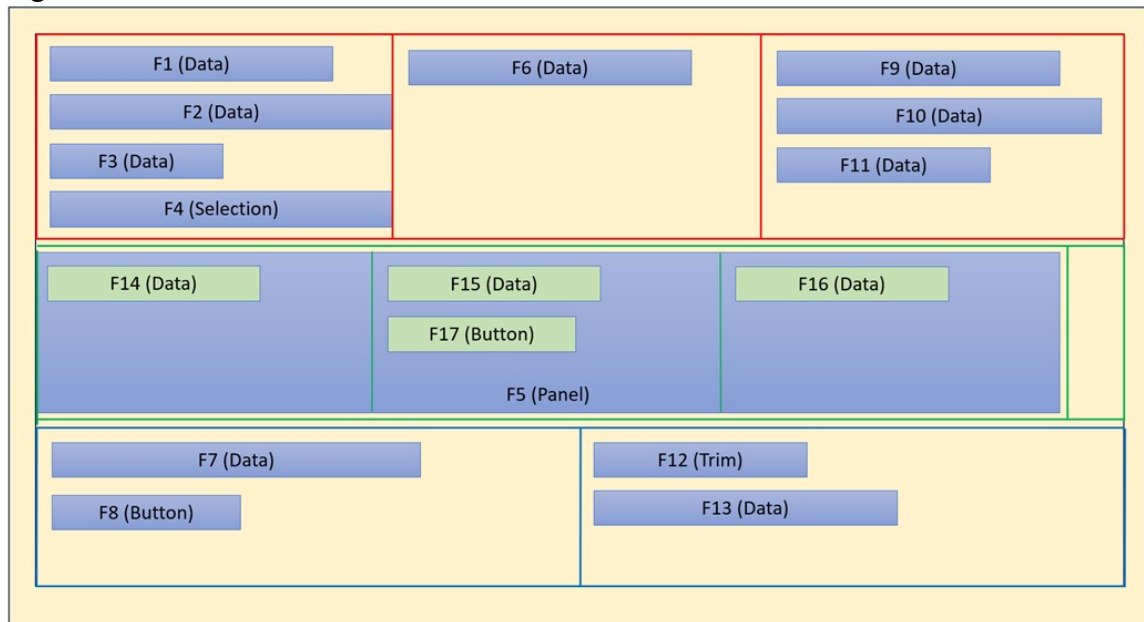 F1 (Data)
F2 (Data)
F3 (Data)
F4 (Selection)
F6 (Data)
F9 (Data)
F10 (Data)
F11 (Data)
F14 (Data)
F15 (Data)
F17 (Button)
F16 (Data)
F5 (Panel)
F7 (Data)
F8 (Button)
F12 (Trim)
F13 (Data)